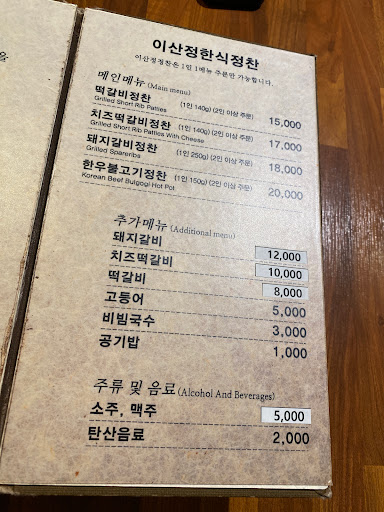 이산정한식정찬
이산정정찬은 1인 1메뉴 주문만 가능합니다.
메인메뉴 (Main menu)
떡갈비정찬 (1인 140g) (2인 이상 주문) 15,000
Grilled Short Rib Patties
치즈떡갈비정찬 (1인 140g) (2인 이상 주문) 17,000
Grilled Short Rib Patties With Cheese
돼지갈비정찬 (1인 250g) (2인 이상 주문) 18,000
Grilled Spareribs
한우불고기정찬 (1인 150g) (2인 이상 주문) 20,000
Korean Beef Bulgogi Hot Pot
추가메뉴 (Additional menu)
돼지갈비 12,000
치즈떡갈비 10,000
떡갈비 8,000
고등어 5,000
비빔국수 3,000
공기밥 1,000
주류 및 음료 (Alcohol And Beverages)
소주, 맥주 5,000
탄산음료 2,000